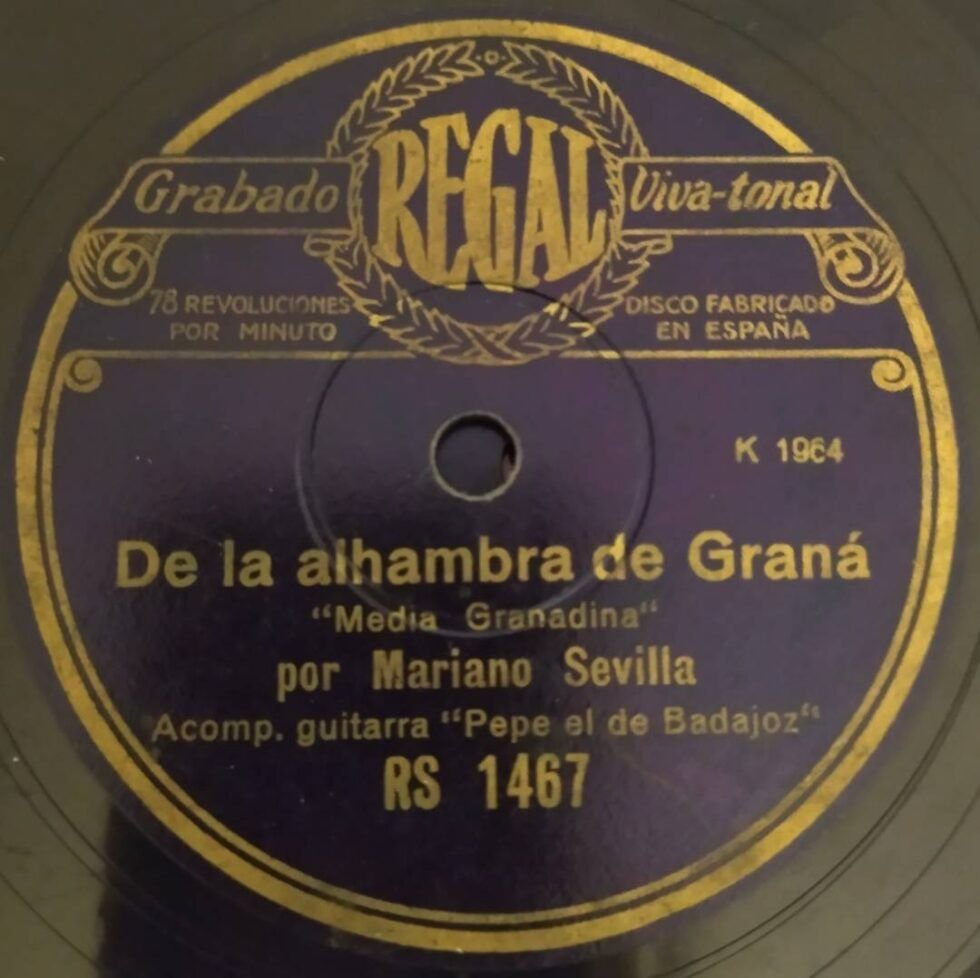 REGAL
Grabado Viva-tonal
78 REVOLUCIONES
POR MINUTO
DISCO FABRICADO
EN ESPAÑA
K 1964
De la alhambra de Graná
“Media Granadina“
por Mariano Sevilla
Acomp. guitarra “Pepe el de Badajoz“
RS 1467